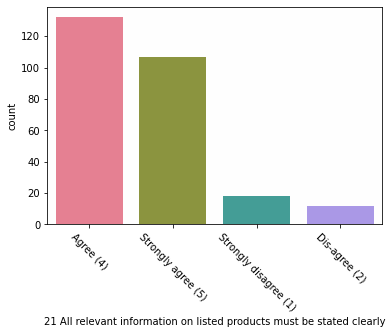 120
100
80
60
40
20
0
count
Agree (4)
Strongly agree (5)
Strongly disagree (1)
Dis-agree (2)
21 All relevant information on listed products must be stated clearly